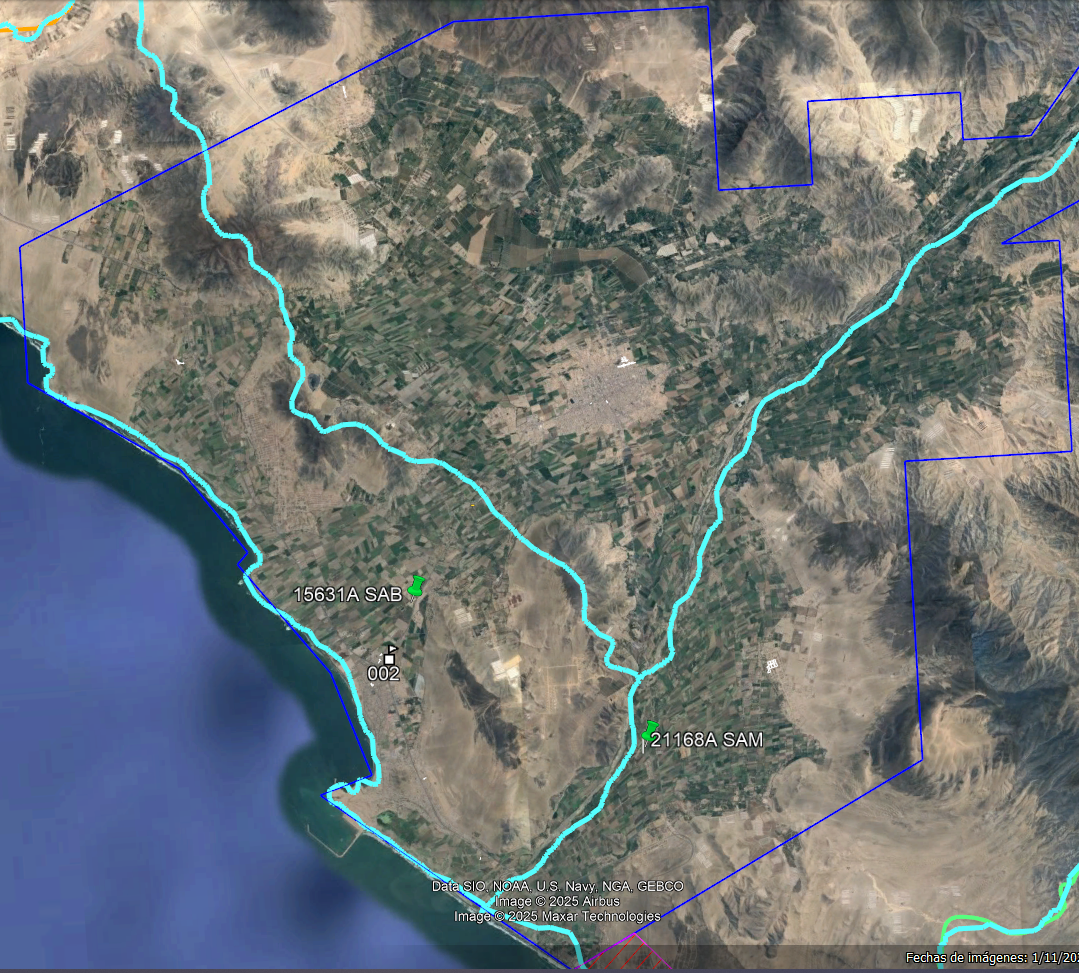 15631A SAB
002
21168A SAM
Data SIO, NOAA, U.S. Navy, NGA, GEBCO
Image © 2025 Airbus
Image © 2025 Maxar Technologies
Fechas de imágenes: 1/11/20